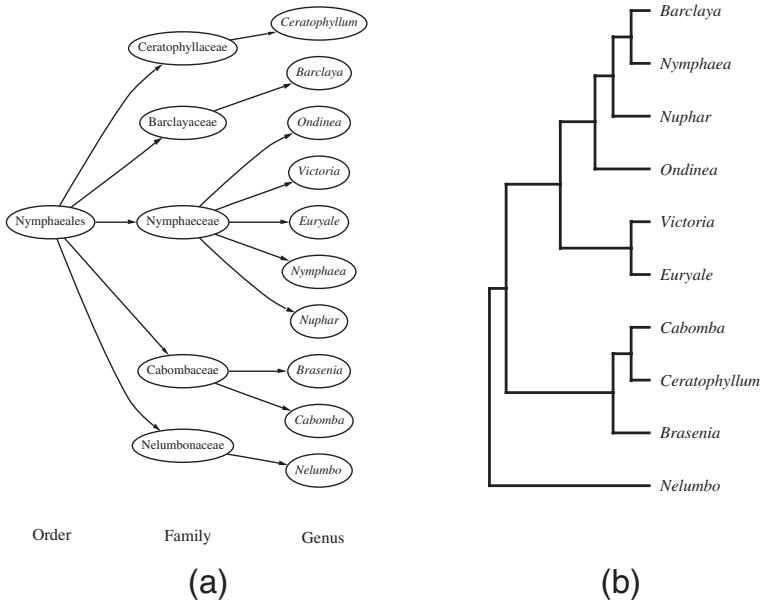 Ceratophyllum
Ceratophyllaceae
Barclaya
Barclayaceae
Ondinea
Victoria
Nymphaeales
Nymphaeceae
Euryale
Nymphaea
Nuphar
Cabombaceae
Brasenia
Cabomba
Nelumbonaceae
Nelumbo
Order Family Genus
(a)
Barclaya
Nymphaea
Nuphar
Ondinea
Victoria
Euryale
Cabomba
Ceratophyllum
Brasenia
Nelumbo
(b)